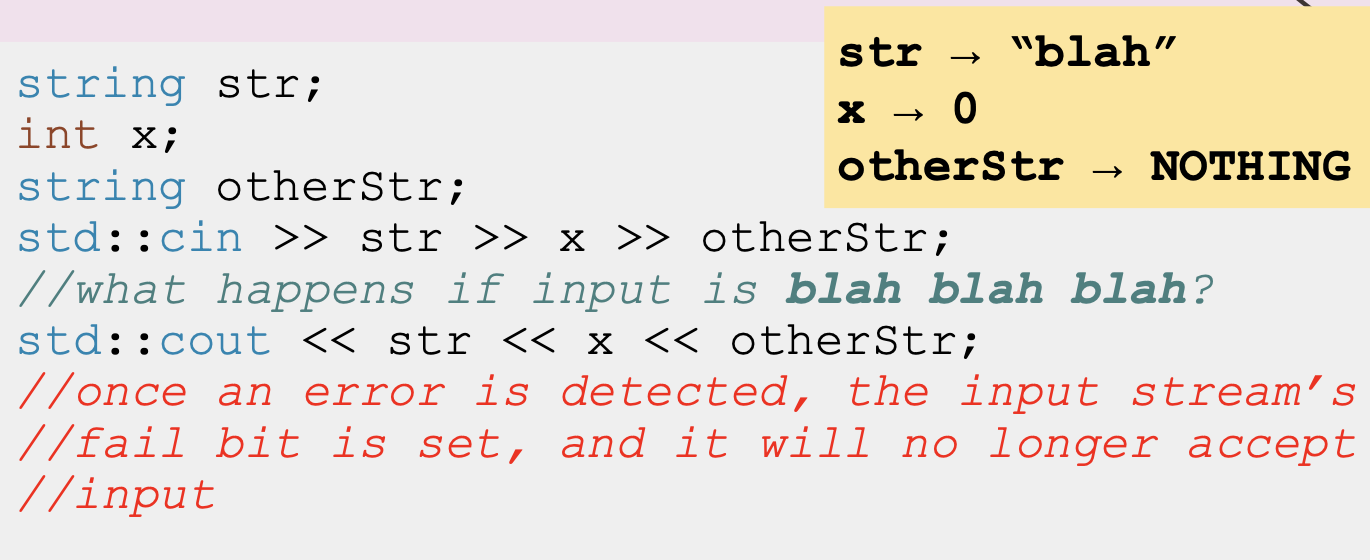 str → “blah”
x → 0
otherStr → NOTHING
string str;
int x;
string otherStr;
std::cin >> str >> x >> otherStr;
//what happens if input is blah blah blah?
std::cout << str << x << otherStr;
//once an error is detected, the input stream’s
//fail bit is set, and it will no longer accept
//input